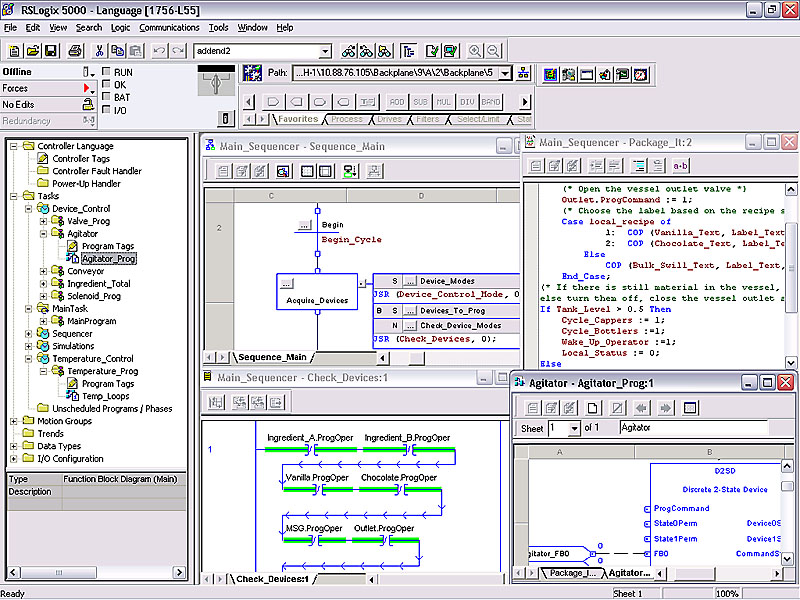 RSLogix 5000 - Language [1756-L55]
File Edit View Search Logic Communications Tools Window Help
addend2
Offline
Forces
No Edits
Redundancy
RUN
OK
BAT
I/O
Path: ...H-1\10.88.76.105\Backplane\9\A\2\Backplane\5
ADD SUB MUL DIV BAND
Favorites Process Drives Filters Select/Limit Stat
Controller Language
Controller Tags
Controller Fault Handler
Power-Up Handler
Tasks
Device_Control
Valve_Prog
Agitator
Program Tags
Agitator_Prog
Conveyor
Ingredient_Total
Solenoid_Prog
MainTask
MainProgram
Sequencer
Simulations
Temperature_Control
Temperature_Prog
Program Tags
Temp_Loops
Unscheduled Programs / Phases
Motion Groups
Trends
Data Types
I/O Configuration
Type Function Block Diagram (Main)
Description
Main_Sequencer - Sequence_Main
C D
2
Begin
Begin_Cycle
...
Acquire_Devices
S ... Device_Modes
JSR (Device_Control_Mode, 0
B S ... Devices_To_Prog
N ... Check_Device_Modes
JSR (Check_Devices, 0);
Sequence_Main
Main_Sequencer - Package_It:2
a+b
(* Open the vessel outlet valve *)
Outlet.ProgCommand := 1;
(* Choose the label based on the recipe s
Case local_recipe of
1: COP (Vanilla_Text, Label_Text
2: COP (Chocolate_Text, Label_Te
Else
COP (Bulk_Swill_Text, Label_Text,
End_Case;
(* If there is still material in the vessel,
else turn them off, close the vessel outlet a
If Tank_Level > 0.5 Then
Cycle_Cappers := 1;
Cycle_Bottlers :=1;
Wake_Up_Operator :=1;
Local_Status := 0;
Else
Main_Sequencer - Check_Devices:1
1
Ingredient_A.ProgOper Ingredient_B.ProgOper
Vanilla.ProgOper Chocolate.ProgOper
MSG.ProgOper Outlet.ProgOper
Check_Devices:1
Agitator - Agitator_Prog:1
Sheet 1 of 1 Agitator
A B
D2SD
Discrete 2-State Device
ProgCommand
State0Perm Device0S
State1Perm Device1S
FBO CommandS
gitator_FBO 0
0
Package_I... Agitator...
Ready
Sheet 1 100%